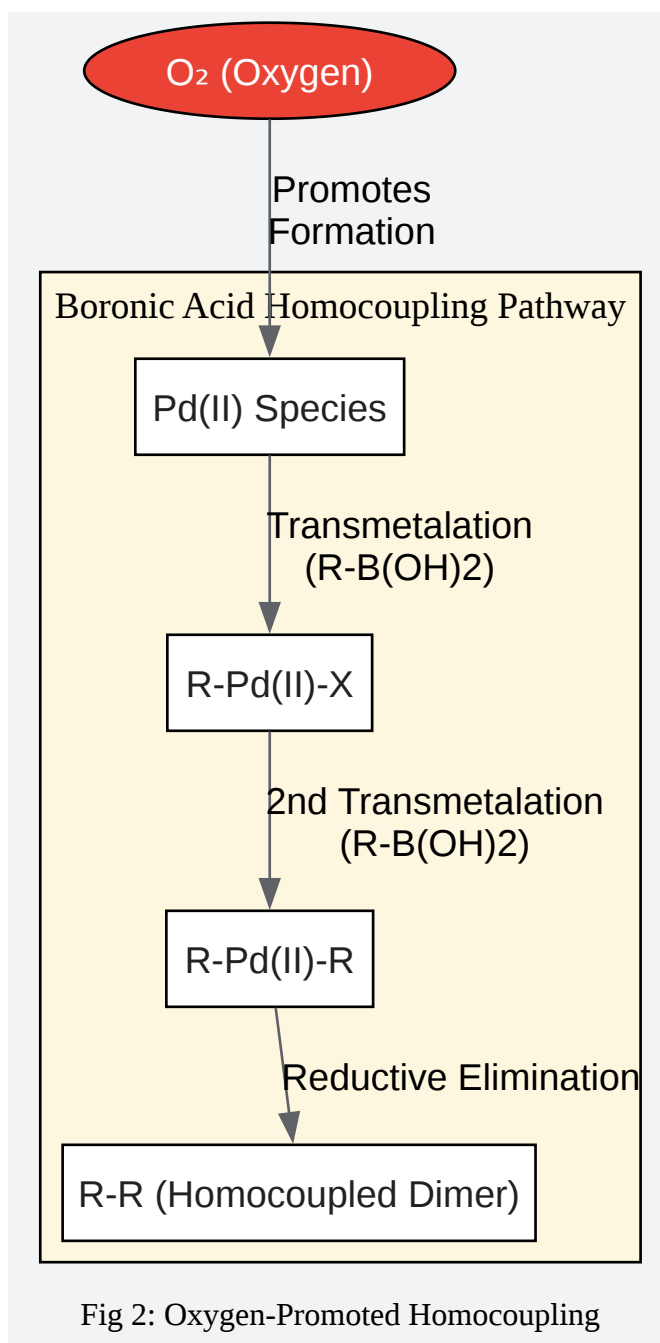 O₂ (Oxygen)
Promotes
Formation
Boronic Acid Homocoupling Pathway
Pd(II) Species
Transmetalation
(R-B(OH)2)
R-Pd(II)-X
2nd Transmetalation
(R-B(OH)2)
R-Pd(II)-R
Reductive Elimination
R-R (Homocoupled Dimer)
Fig 2: Oxygen-Promoted Homocoupling